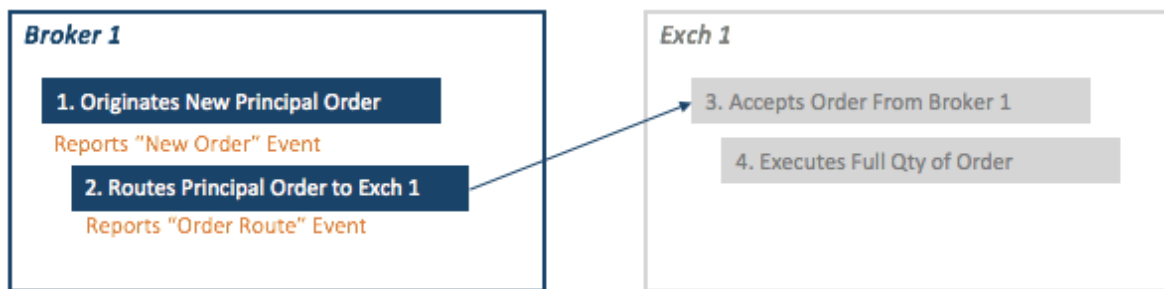 Broker 1
1. Originates New Principal Order
Reports “New Order” Event
2. Routes Principal Order to Exch 1
Reports “Order Route” Event
Exch 1
3. Accepts Order From Broker 1
4. Executes Full Qty of Order